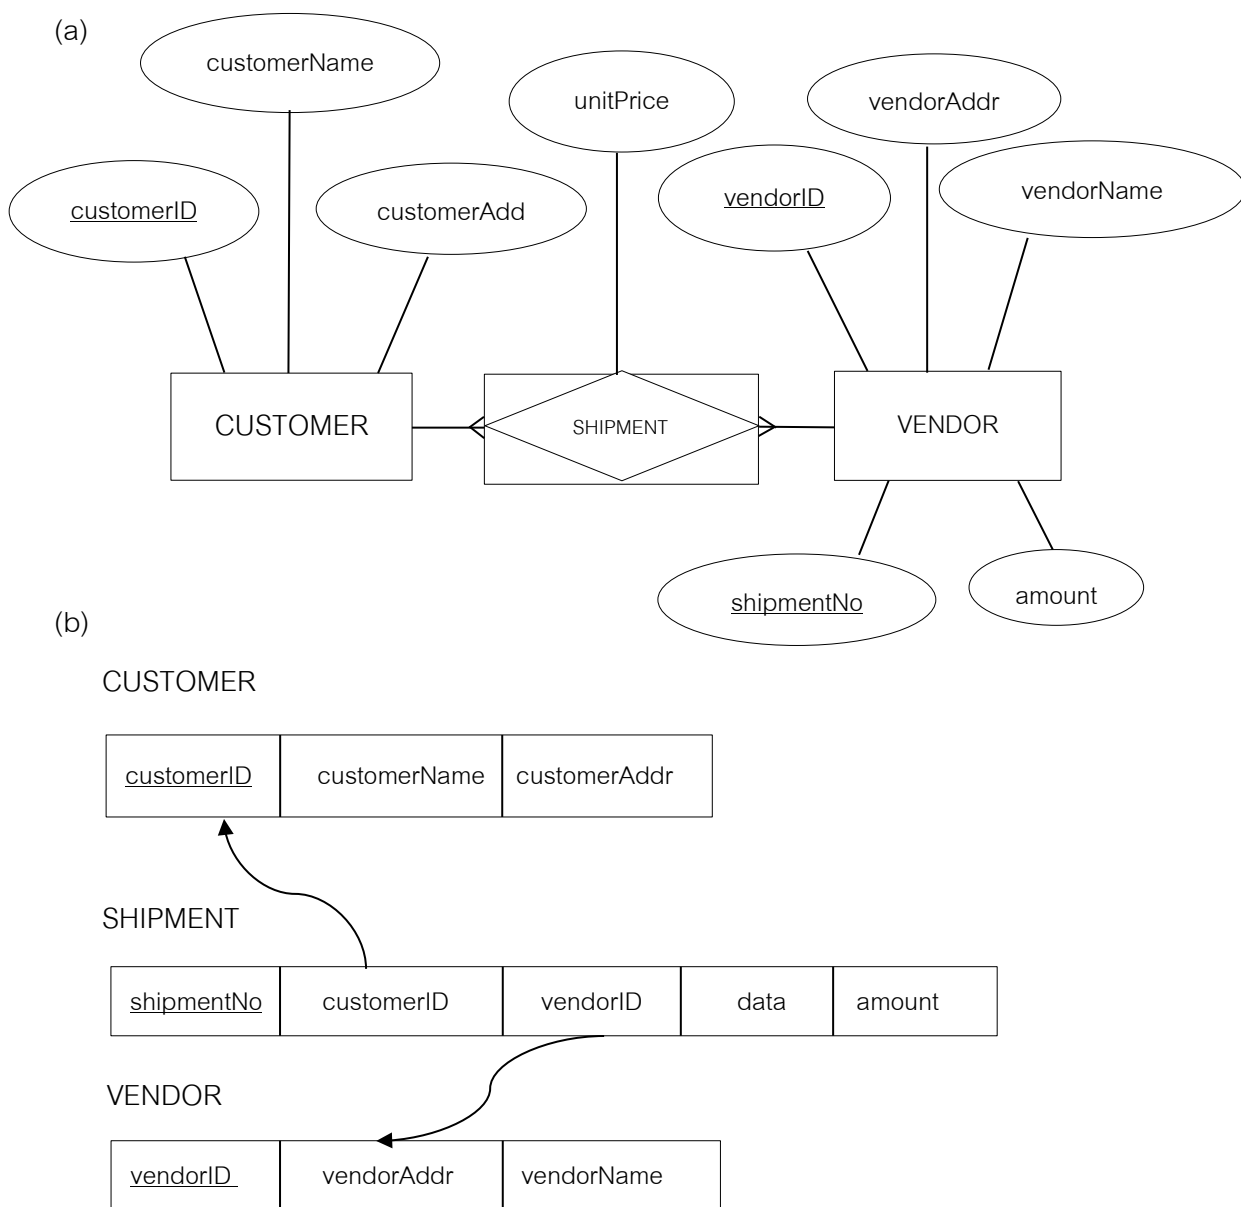 (a)
customerName
unitPrice
vendorAddr
customerID
customerAdd
vendorID
vendorName
CUSTOMER
SHIPMENT
VENDOR
shipmentNo
amount
(b)
CUSTOMER
customerID customerName customerAddr
SHIPMENT
shipmentNo customerID vendorID data amount
VENDOR
vendorID vendorAddr vendorName